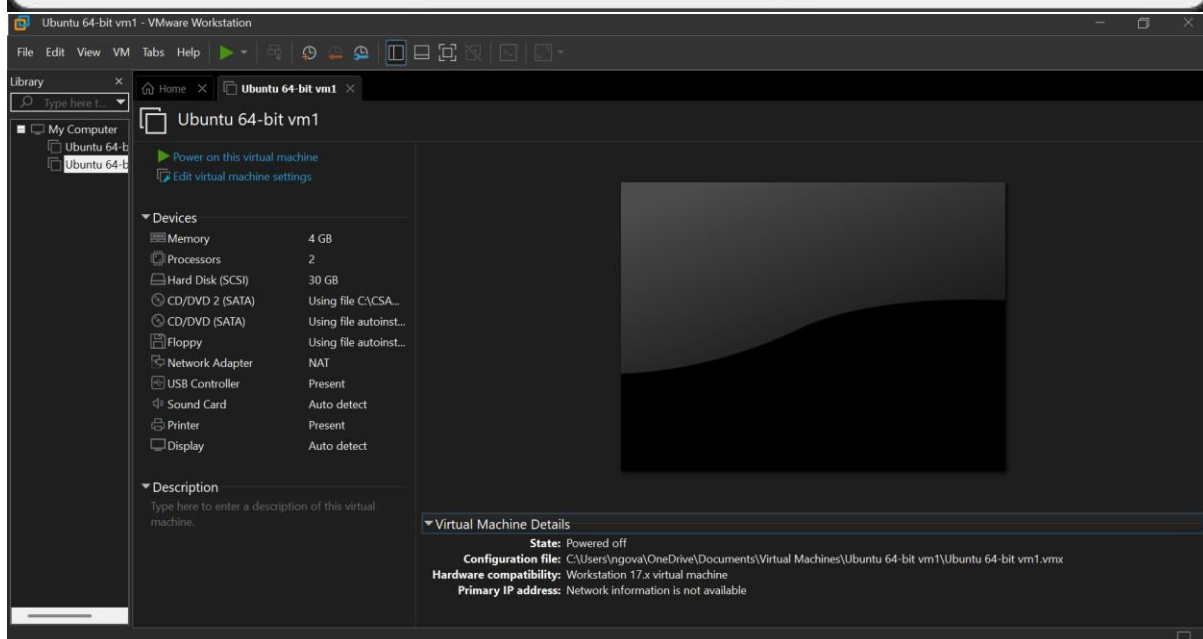 Ubuntu 64-bit vm1 - VMware Workstation
File Edit View VM Tabs Help
Library
Type here t...
My Computer
Ubuntu 64-b
Ubuntu 64-b
Home
Ubuntu 64-bit vm1
Ubuntu 64-bit vm1
Power on this virtual machine
Edit virtual machine settings
Devices
Memory 4 GB
Processors 2
Hard Disk (SCSI) 30 GB
CD/DVD 2 (SATA) Using file C:\CSA...
CD/DVD (SATA) Using file autoinst...
Floppy Using file autoinst...
Network Adapter NAT
USB Controller Present
Sound Card Auto detect
Printer Present
Display Auto detect
Description
Type here to enter a description of this virtual
machine.
Virtual Machine Details
State: Powered off
Configuration file: C:\Users\ngova\OneDrive\Documents\Virtual Machines\Ubuntu 64-bit vm1\Ubuntu 64-bit vm1.vmx
Hardware compatibility: Workstation 17.x virtual machine
Primary IP address: Network information is not available